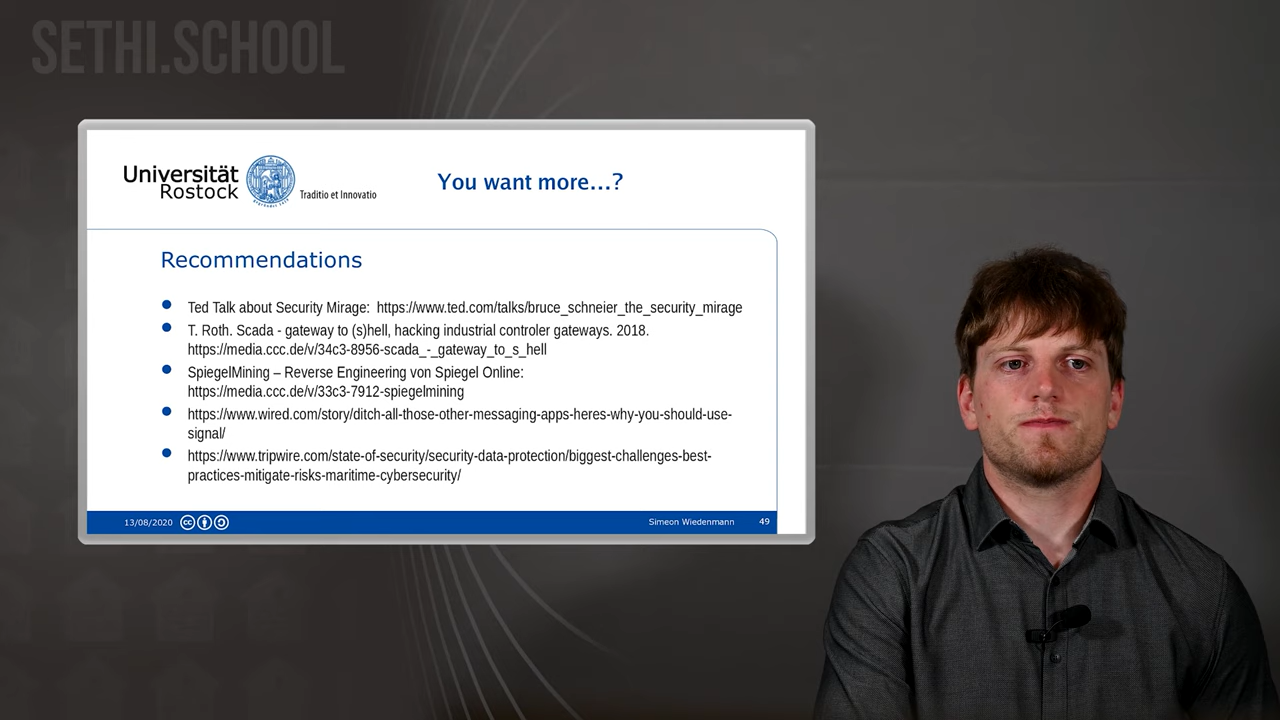 SETHI.SCHOOL
Universität
Rostock
Traditio et Innovatio
You want more...?
Recommendations
Ted Talk about Security Mirage: https://www.ted.com/talks/bruce_schneier_the_security_mirage
T. Roth. Scada - gateway to (s)hell, hacking industrial controler gateways. 2018.
https://media.ccc.de/v/34c3-8956-scada_-_gateway_to_s_hell
SpiegelMining – Reverse Engineering von Spiegel Online:
https://media.ccc.de/v/33c3-7912-spiegelmining
https://www.wired.com/story/ditch-all-those-other-messaging-apps-heres-why-you-should-use-
signal/
https://www.tripwire.com/state-of-security/security-data-protection/biggest-challenges-best-
practices-mitigate-risks-maritime-cybersecurity/
13/08/2020
cc
Simeon Wiedenmann
49